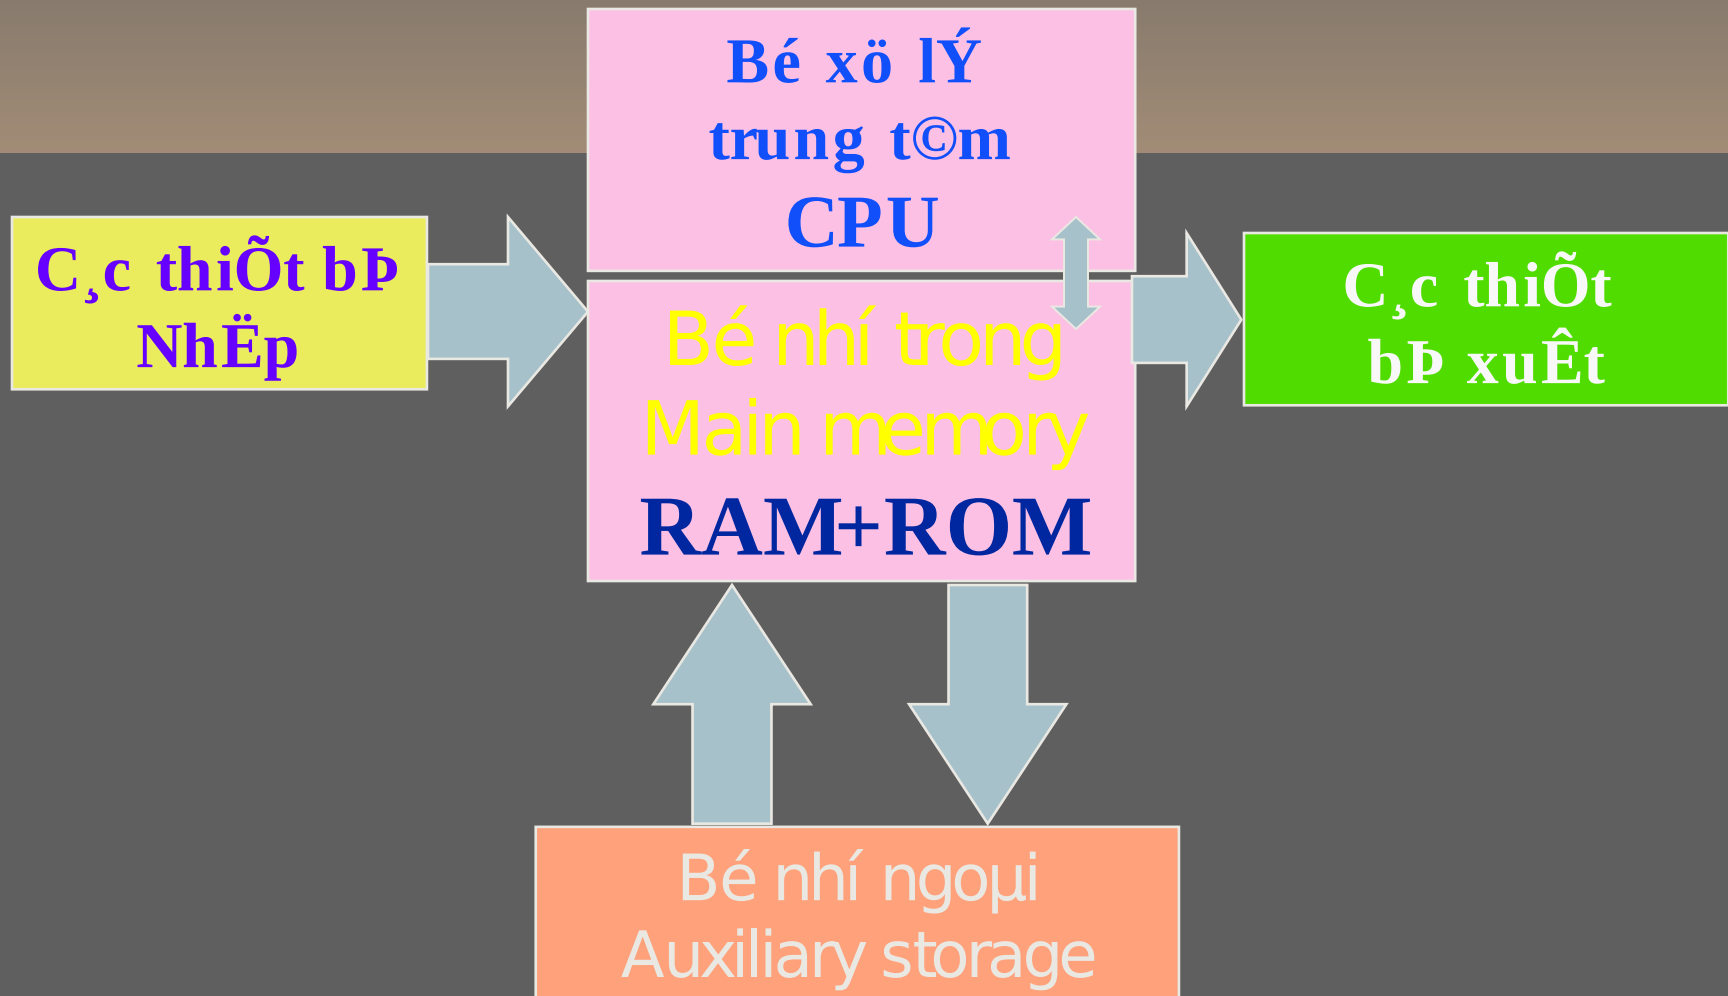 Bé xö lÝ
trung t©m
CPU
C¸c thiÕt bÞ
NhËp
Bé nhí trong
Main memory
RAM+ROM
C¸c thiÕt
bÞ xuÊt
Bé nhí ngoµi
Auxiliary storage